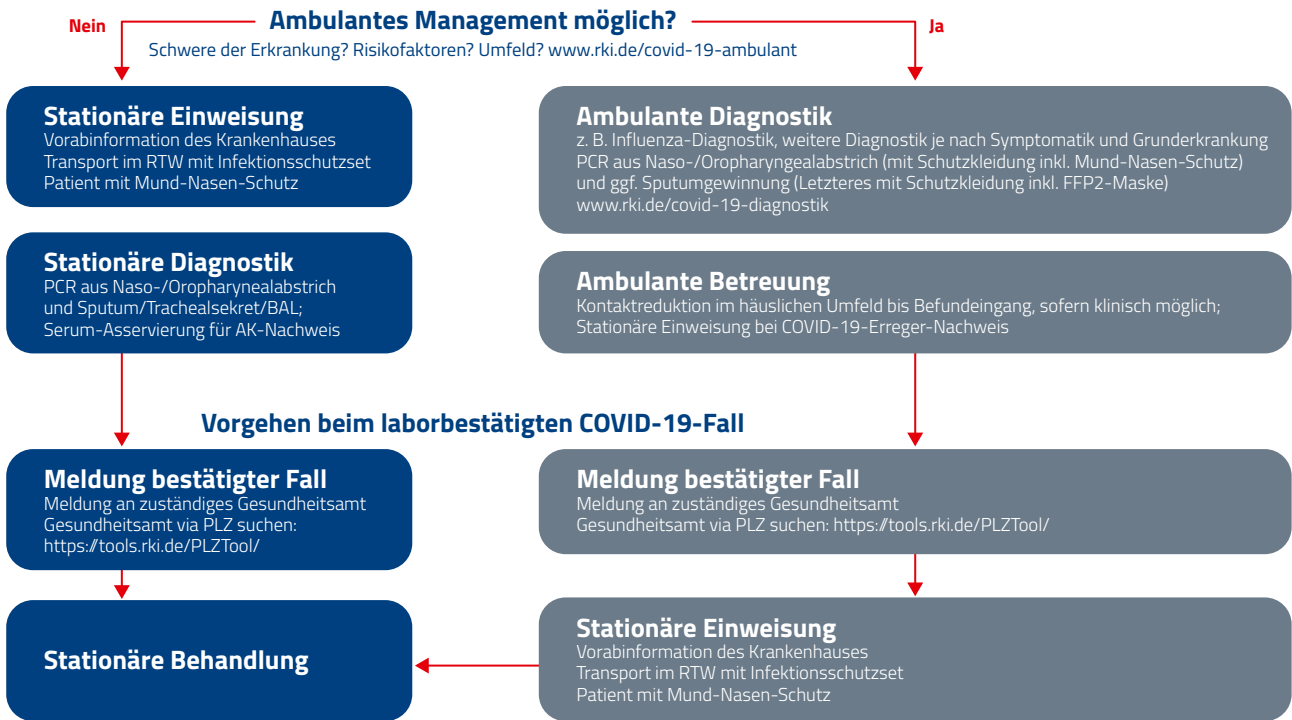 Ambulantes Management möglich?
Nein
Ja
Schwere der Erkrankung? Risikofaktoren? Umfeld? www.rki.de/covid-19-ambulant
Stationäre Einweisung
Vorabinformation des Krankenhauses
Transport im RTW mit Infektionsschutzset
Patient mit Mund-Nasen-Schutz
Ambulante Diagnostik
z. B. Influenza-Diagnostik, weitere Diagnostik je nach Symptomatik und Grunderkrankung
PCR aus Naso-/Oropharyngealabstrich (mit Schutzkleidung inkl. Mund-Nasen-Schutz)
und ggf. Sputumgewinnung (Letzteres mit Schutzkleidung inkl. FFP2-Maske)
www.rki.de/covid-19-diagnostik
Stationäre Diagnostik
PCR aus Naso-/Oropharynealabstrich
und Sputum/Trachealsekret/BAL;
Serum-Asservierung für AK-Nachweis
Ambulante Betreuung
Kontaktreduktion im häuslichen Umfeld bis Befundeingang, sofern klinisch möglich;
Stationäre Einweisung bei COVID-19-Erreger-Nachweis
Vorgehen beim laborbestätigten COVID-19-Fall
Meldung bestätigter Fall
Meldung an zuständiges Gesundheitsamt
Gesundheitsamt via PLZ suchen:
https://tools.rki.de/PLZTool/
Meldung bestätigter Fall
Meldung an zuständiges Gesundheitsamt
Gesundheitsamt via PLZ suchen: https://tools.rki.de/PLZTool/
Stationäre Behandlung
Stationäre Einweisung
Vorabinformation des Krankenhauses
Transport im RTW mit Infektionsschutzset
Patient mit Mund-Nasen-Schutz